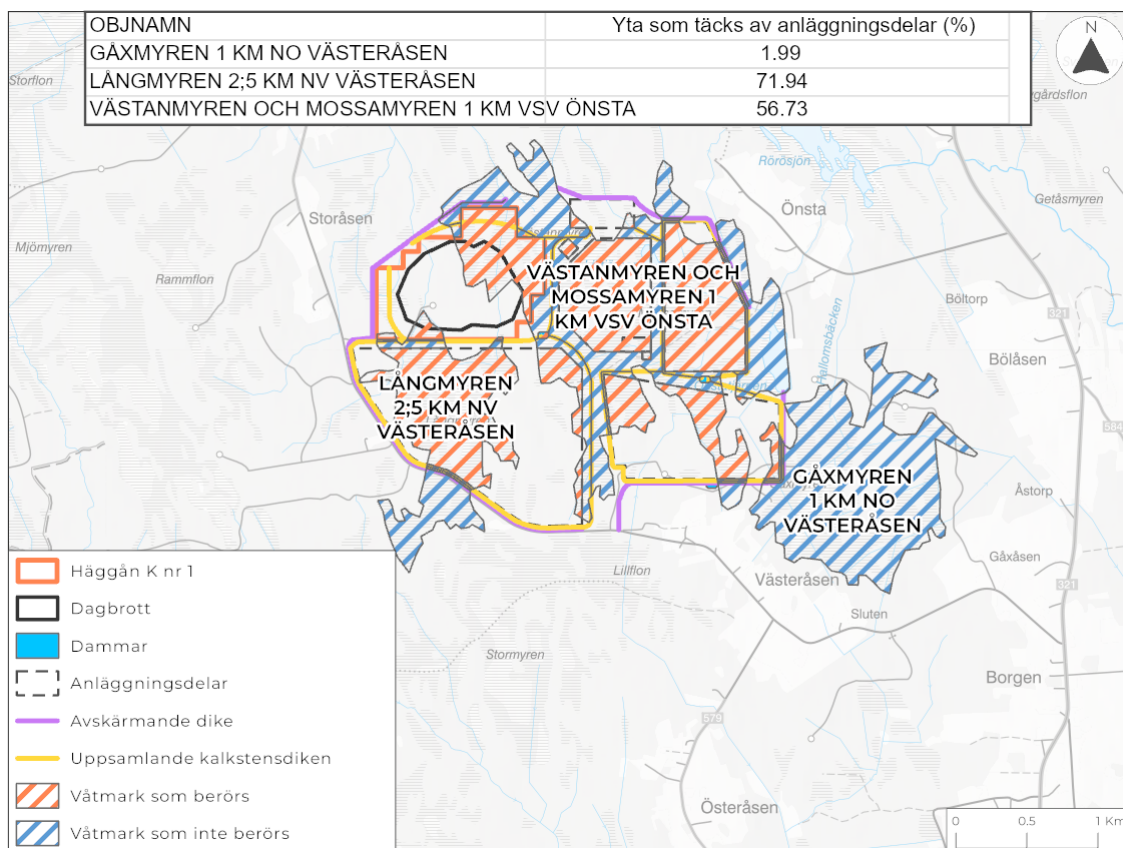 OBJNAMN Yta som täcks av anläggningsdelar (%)
GÅXMYREN 1 KM NO VÄSTERÅSEN 1.99
LÅNGMYREN 2;5 KM NV VÄSTERÅSEN 71.94
VÄSTANMYREN OCH MOSSAMYREN 1 KM VSV ÖNSTA 56.73
N
Storflon
Rörösjön
Getåsmyren
Önsta
Storåsen
Mjömyren
Rammflon
VÄSTANMYREN OCH
MOSSAMYREN 1
KM VSV ÖNSTA
Böltorp
321
Bölåsen
LÅNGMYREN
2;5 KM NV
VÄSTERÅSEN
584
GÅXMYREN
1 KM NO
VÄSTERÅSEN
Åstorp
Gåxåsen
Lillflon
Västeråsen
321
Sluten
Stormyren
Borgen
579
Österåsen
Häggån K nr 1
Dagbrott
Dammar
Anläggningsdelar
Avskärmande dike
Uppsamlande kalkstensdiken
Våtmark som berörs
Våtmark som inte berörs
0 0.5 1 Km